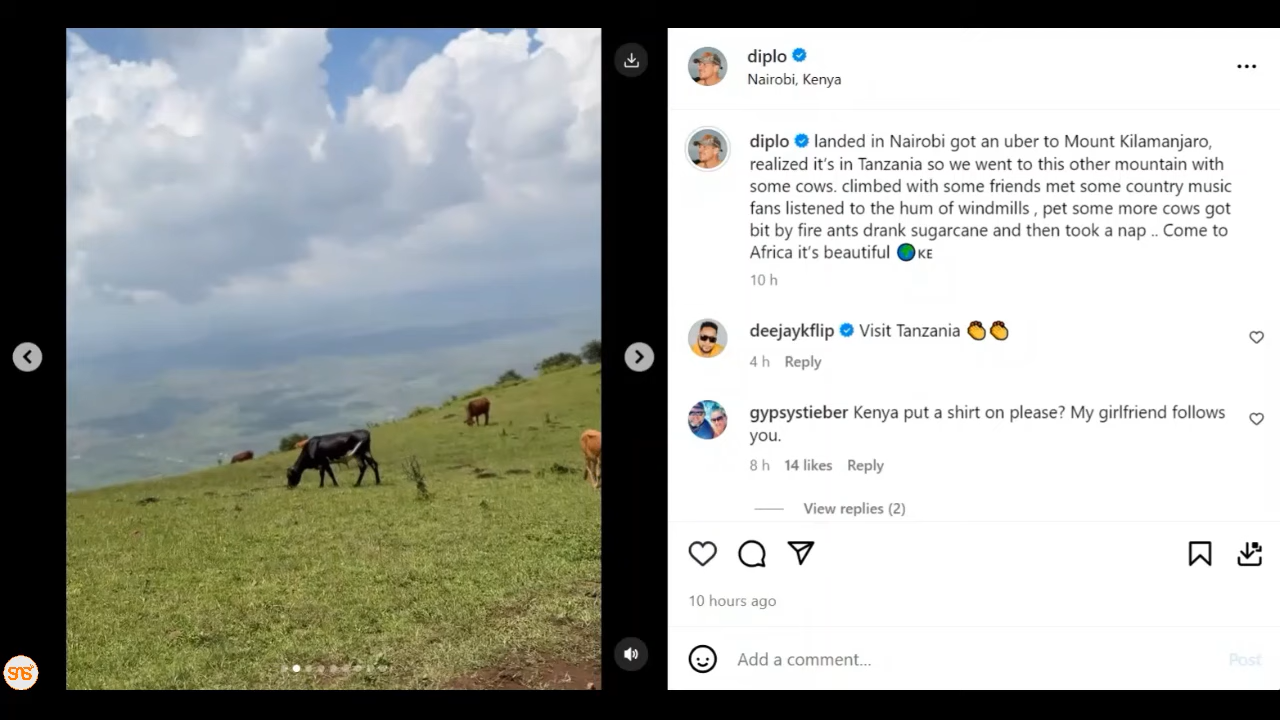 diplo
Nairobi, Kenya
diplo landed in Nairobi got an uber to Mount Kilamanjaro,
realized it's in Tanzania so we went to this other mountain with
some cows. climbed with some friends met some country music
fans listened to the hum of windmills , pet some more cows got
bit by fire ants drank sugarcane and then took a nap .. Come to
Africa it's beautiful 🌍 KE
10 h
deejaykflip Visit Tanzania 👏👏
4 h Reply
gypsystieber Kenya put a shirt on please? My girlfriend follows
you.
8 h 14 likes Reply
View replies (2)
10 hours ago
Add a comment...
Post